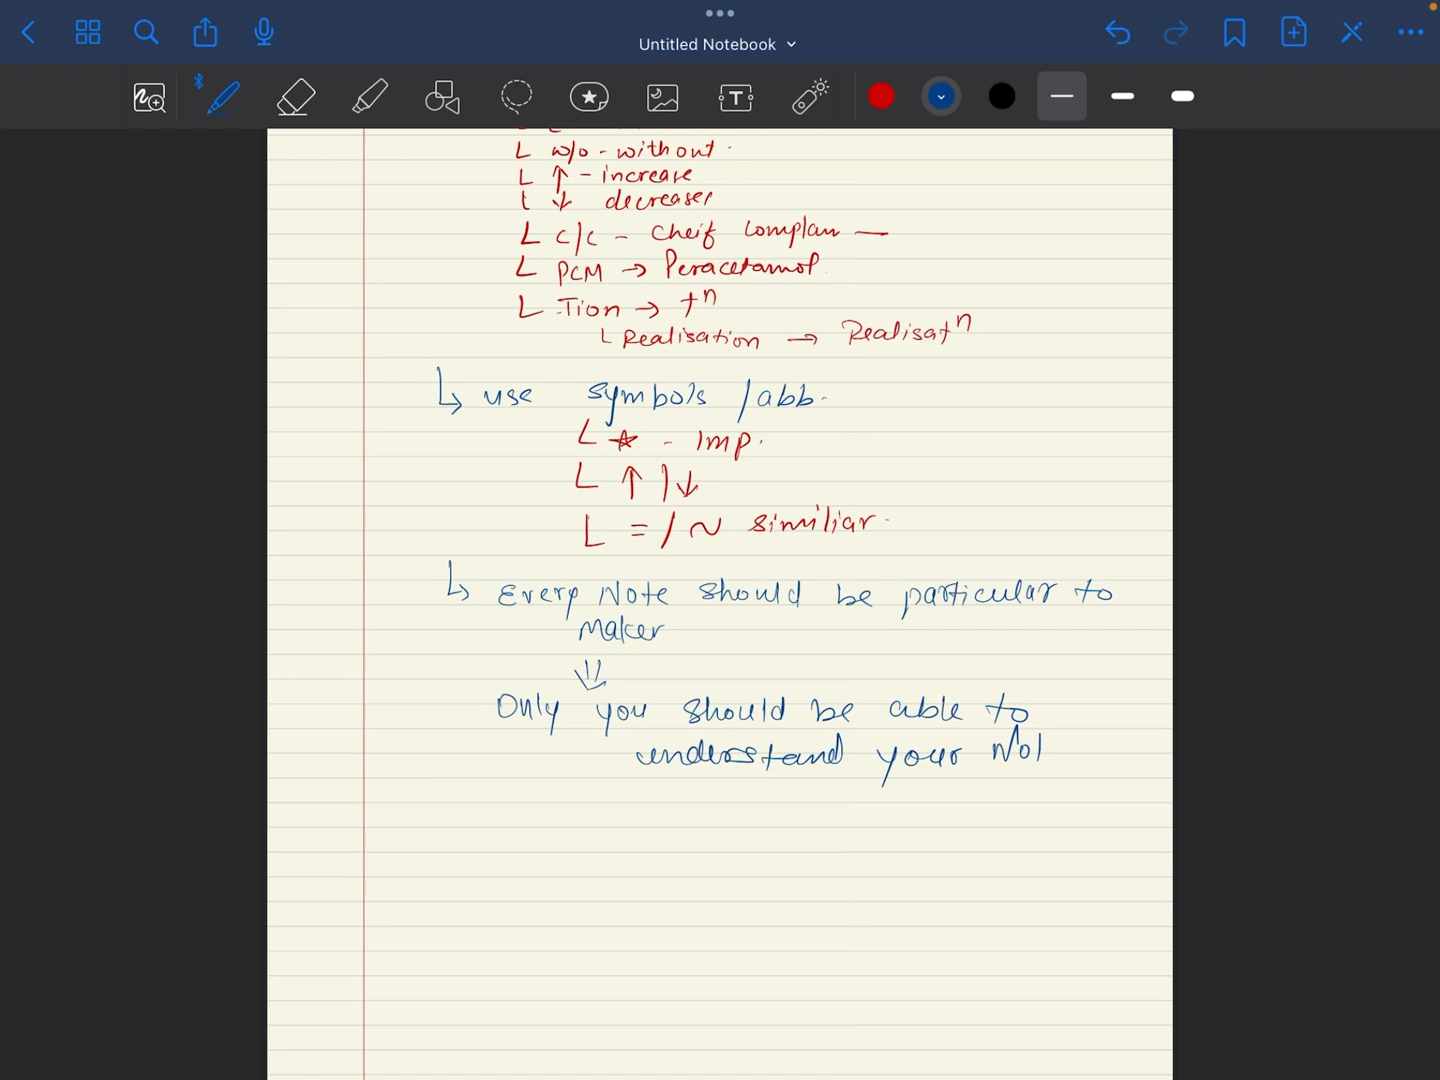 Untitled Notebook
w/o - without
↑ - increase
↓ decreases
c/c - Cheif complain
PCM → Peracetamol
Tion → tⁿ
Realisation → Realisatⁿ
use symbols / abb.
★ - Imp.
↑ / ↓
= / ~ similiar
Every Note should be particular to
Maker
Only you should be able to
understand your Not